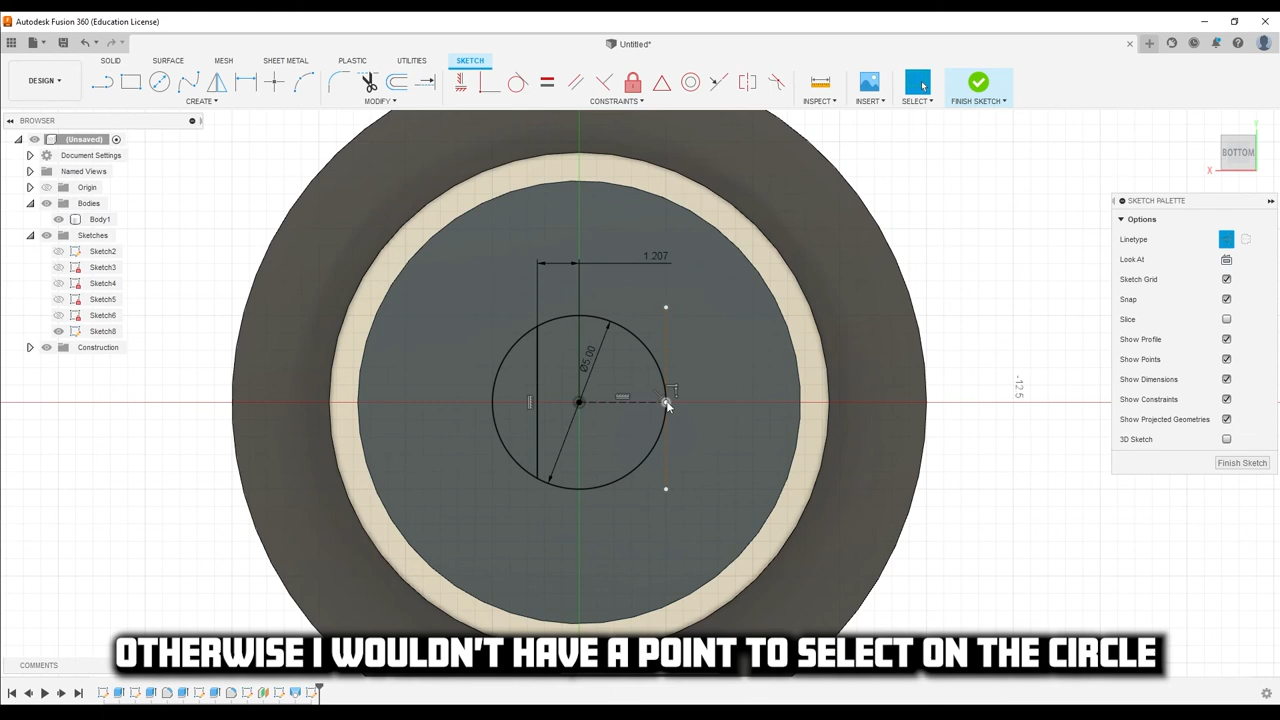 Autodesk Fusion 360 (Education License)
Untitled*
DESIGN
SOLID SURFACE MESH SHEET METAL PLASTIC UTILITIES SKETCH
CREATE MODIFY CONSTRAINTS INSPECT INSERT SELECT FINISH SKETCH
BROWSER
(Unsaved)
Document Settings
Named Views
Origin
Bodies
Body1
Sketches
Sketch2
Sketch3
Sketch4
Sketch5
Sketch6
Sketch8
Construction
BOTTOM
X
Y
SKETCH PALETTE
Options
Linetype
Look At
Sketch Grid
Snap
Slice
Show Profile
Show Points
Show Dimensions
Show Constraints
Show Projected Geometries
3D Sketch
Finish Sketch
1.207
Ø5.00
-12.5
OTHERWISE I WOULDN'T HAVE A POINT TO SELECT ON THE CIRCLE
COMMENTS